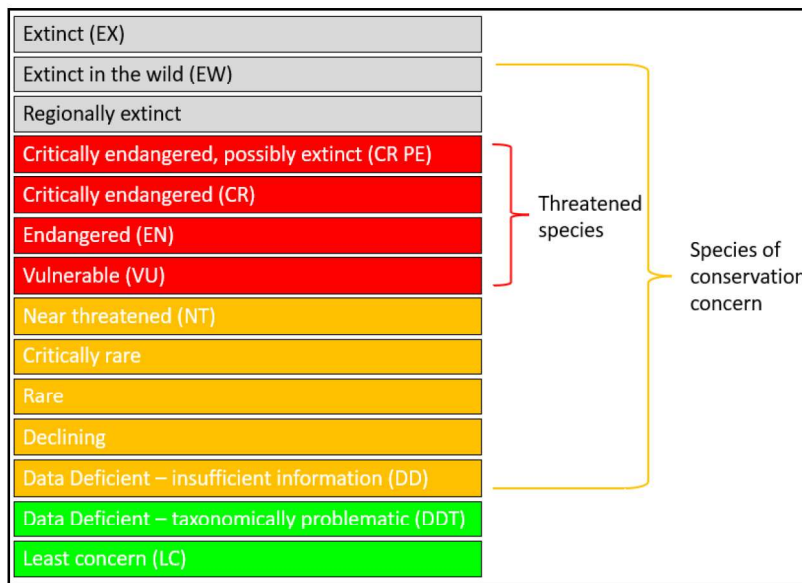 Extinct (EX)
Extinct in the wild (EW)
Regionally extinct
Critically endangered, possibly extinct (CR PE)
Critically endangered (CR)
Endangered (EN)
Vulnerable (VU)
Near threatened (NT)
Critically rare
Rare
Declining
Data Deficient – insufficient information (DD)
Data Deficient – taxonomically problematic (DDT)
Least concern (LC)
Threatened
species
Species of
conservation
concern